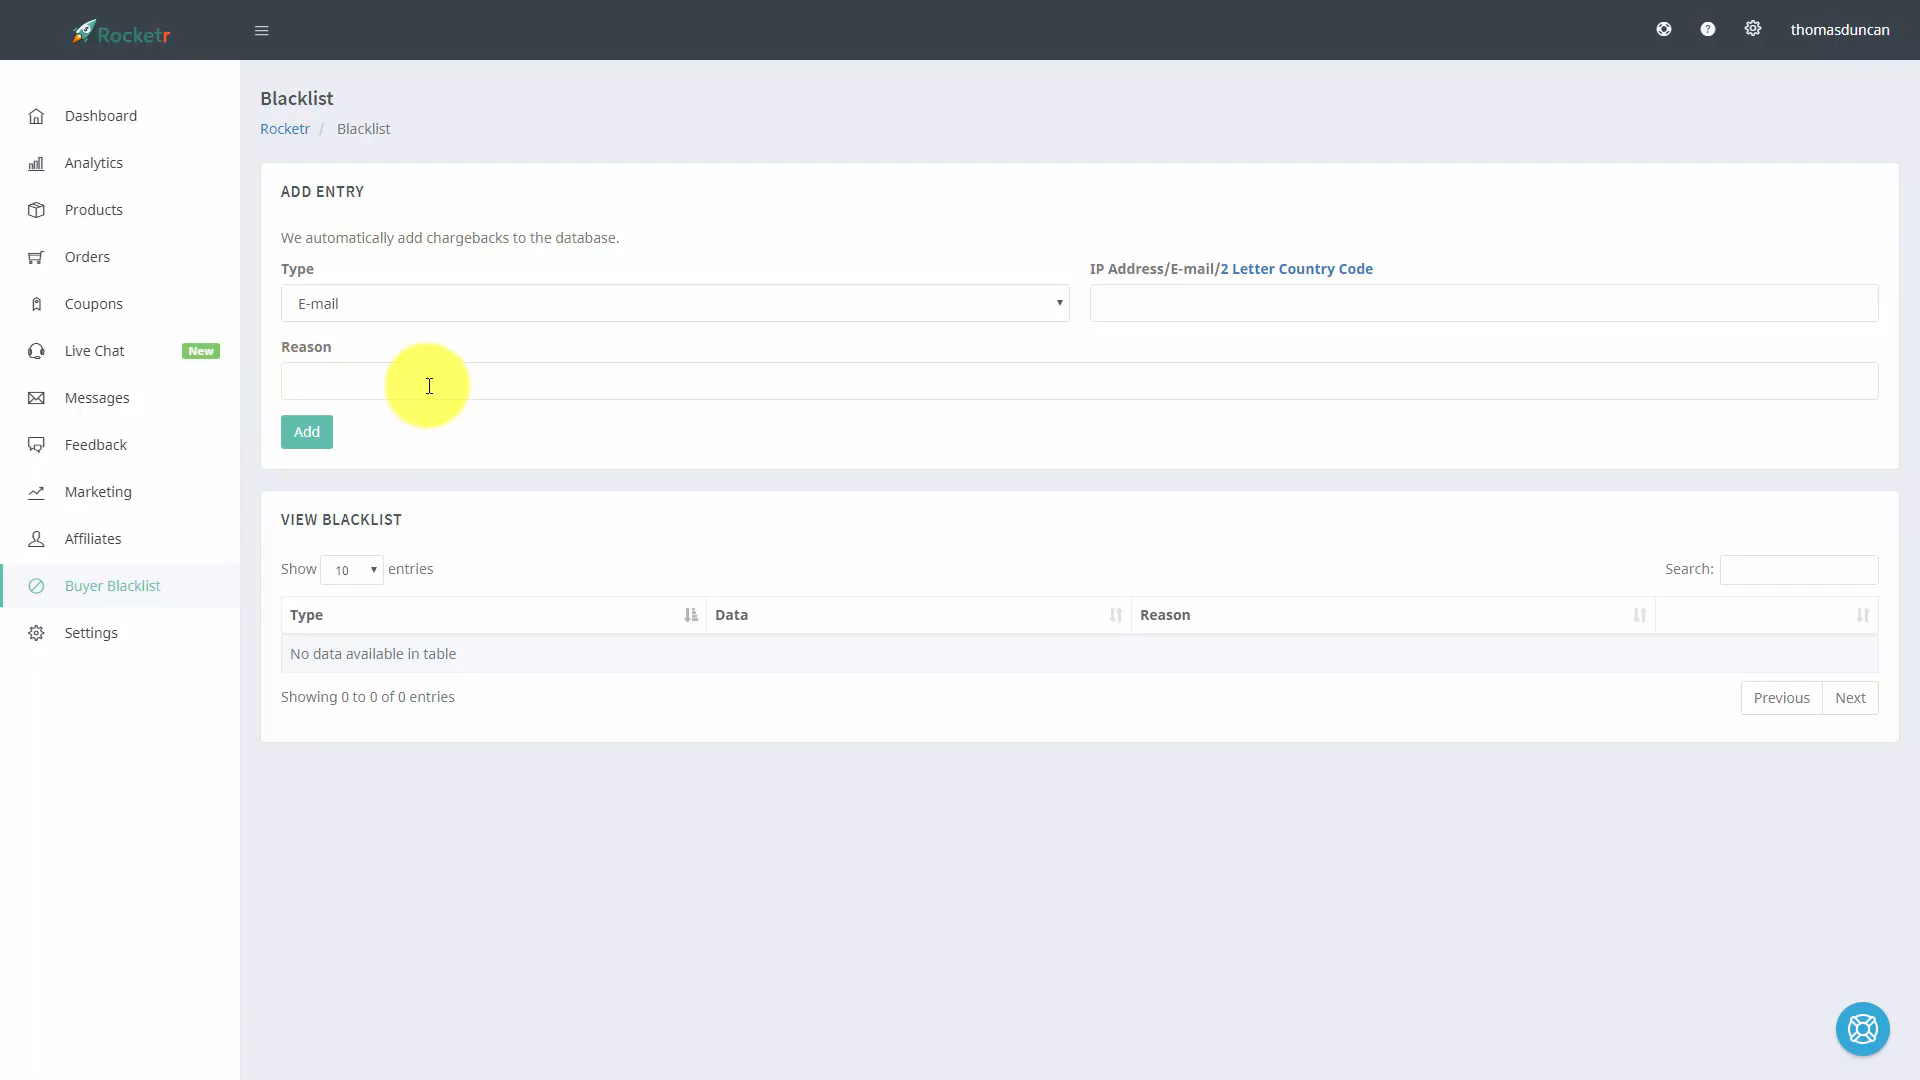 Rocketr
thomasduncan
Dashboard
Analytics
Products
Orders
Coupons
Live Chat New
Messages
Feedback
Marketing
Affiliates
Buyer Blacklist
Settings
Blacklist
Rocketr / Blacklist
ADD ENTRY
We automatically add chargebacks to the database.
Type
IP Address/E-mail/2 Letter Country Code
E-mail
Reason
Add
VIEW BLACKLIST
Show 10 entries
Search:
Type Data Reason
No data available in table
Showing 0 to 0 of 0 entries
Previous Next